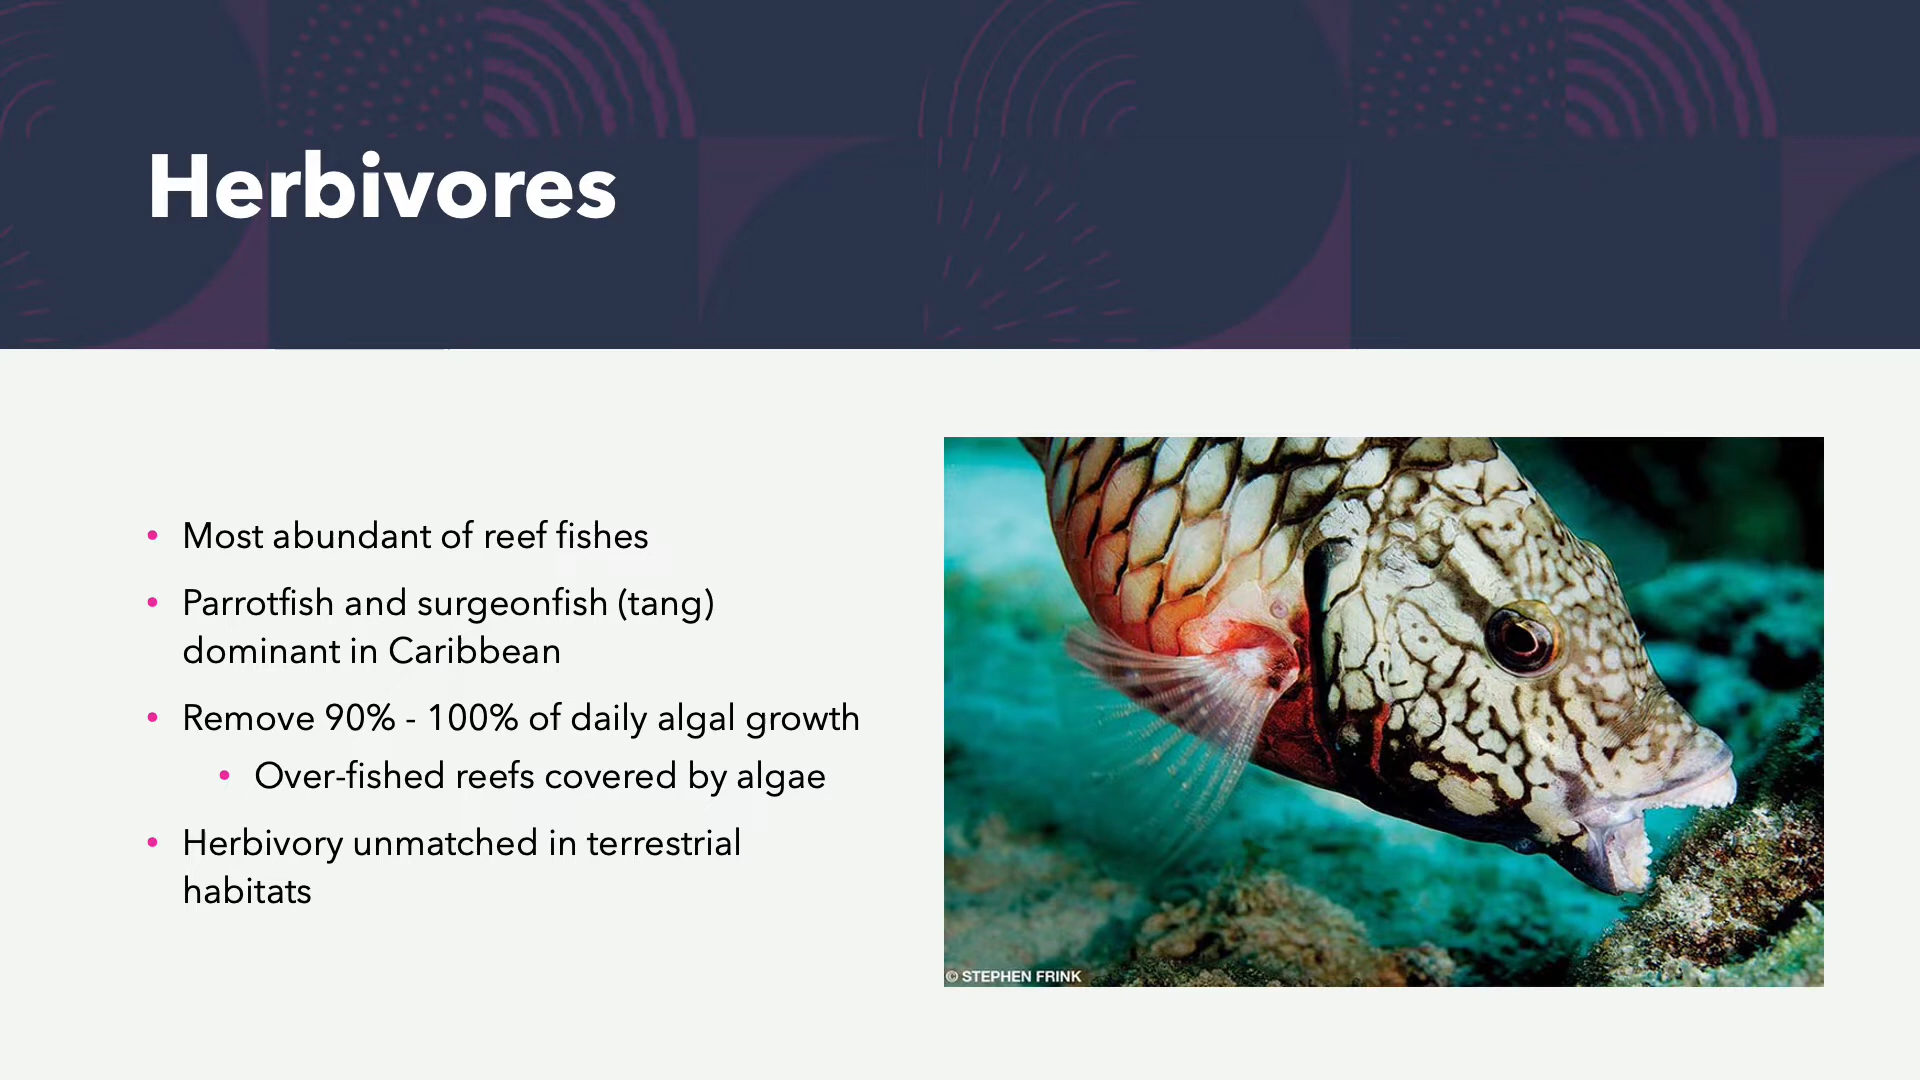 Herbivores
• Most abundant of reef fishes
• Parrotfish and surgeonfish (tang)
dominant in Caribbean
• Remove 90% - 100% of daily algal growth
• Over-fished reefs covered by algae
• Herbivory unmatched in terrestrial
habitats
© STEPHEN FRINK